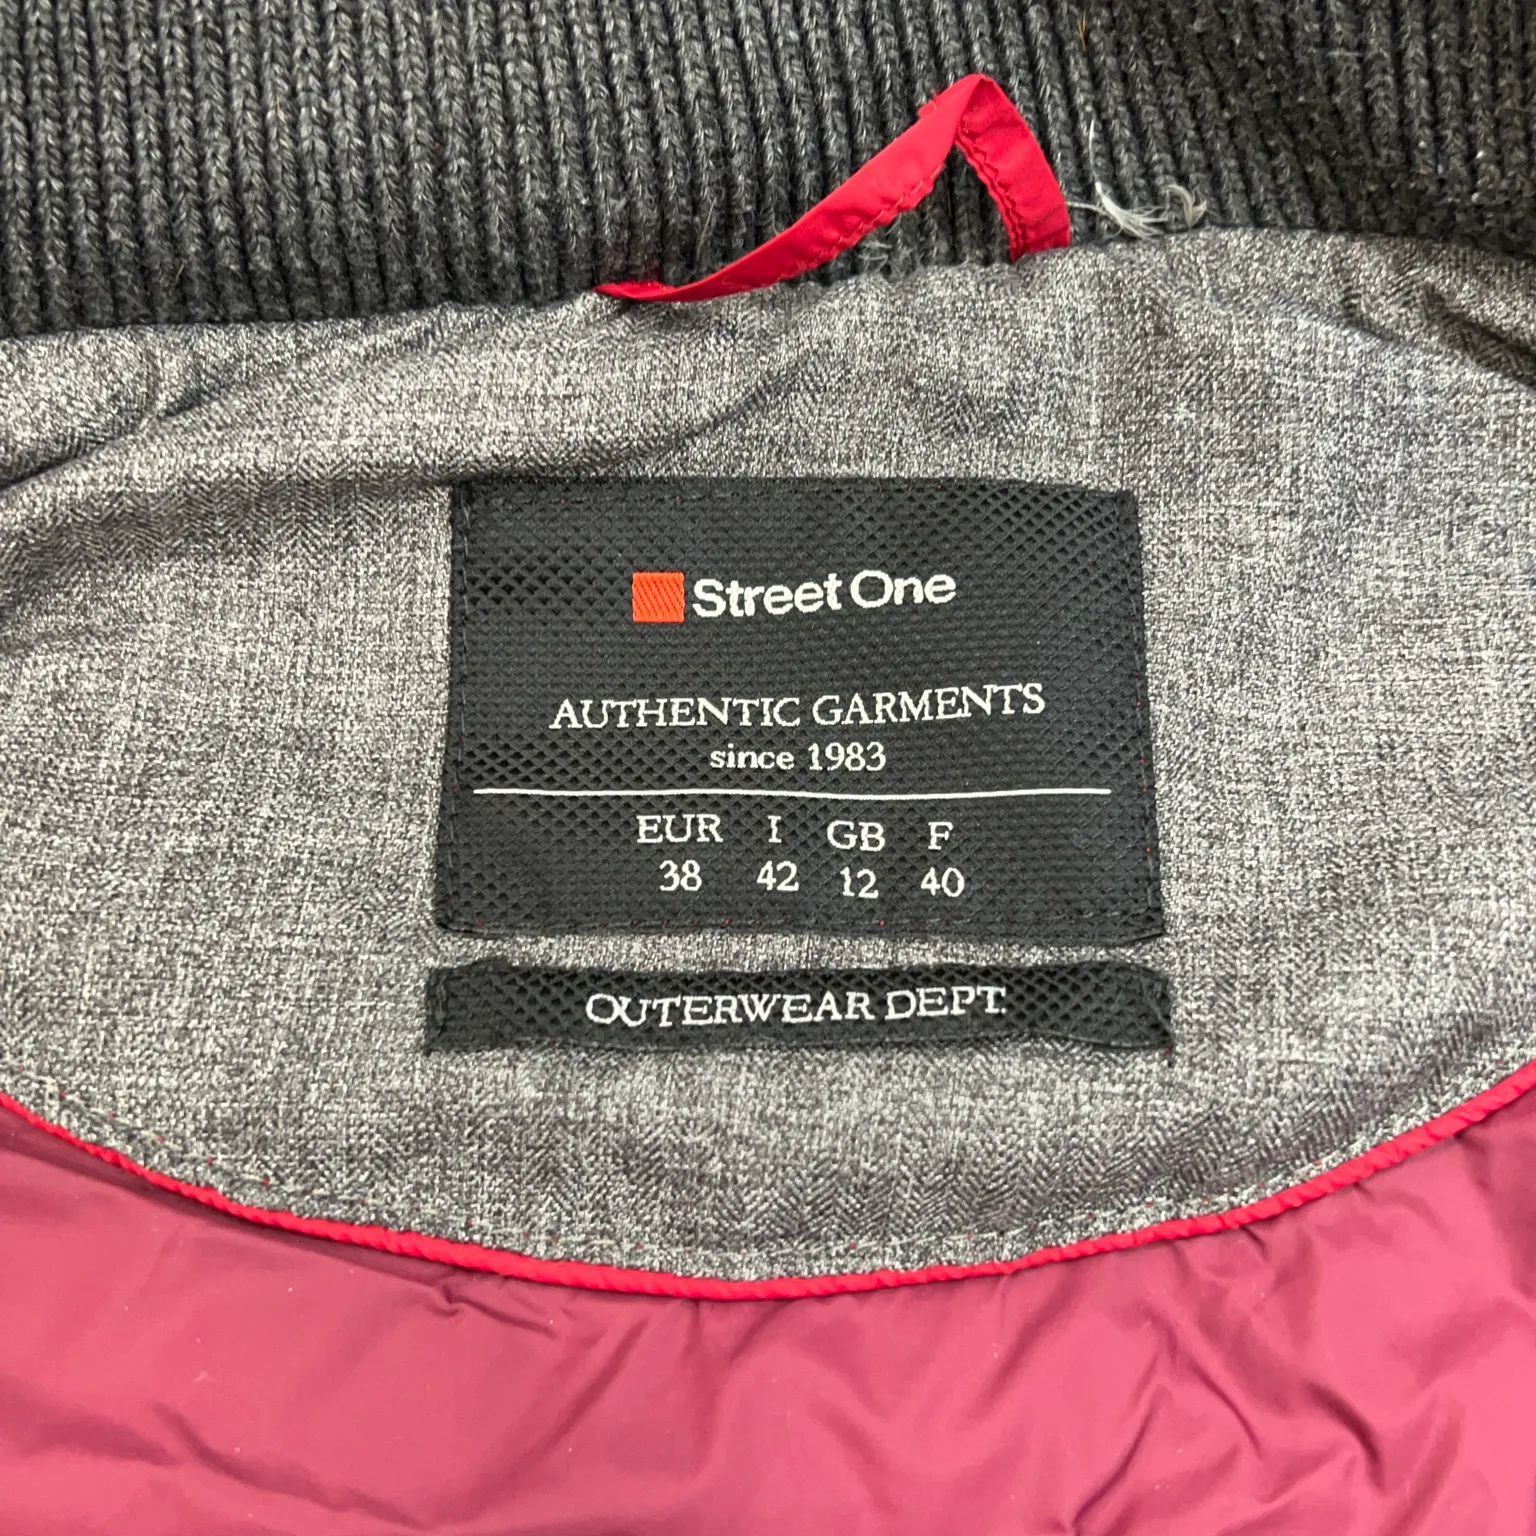 Street One
AUTHENTIC GARMENTS
since 1983
EUR I GB F
38 42 12 40
OUTERWEAR DEPT.